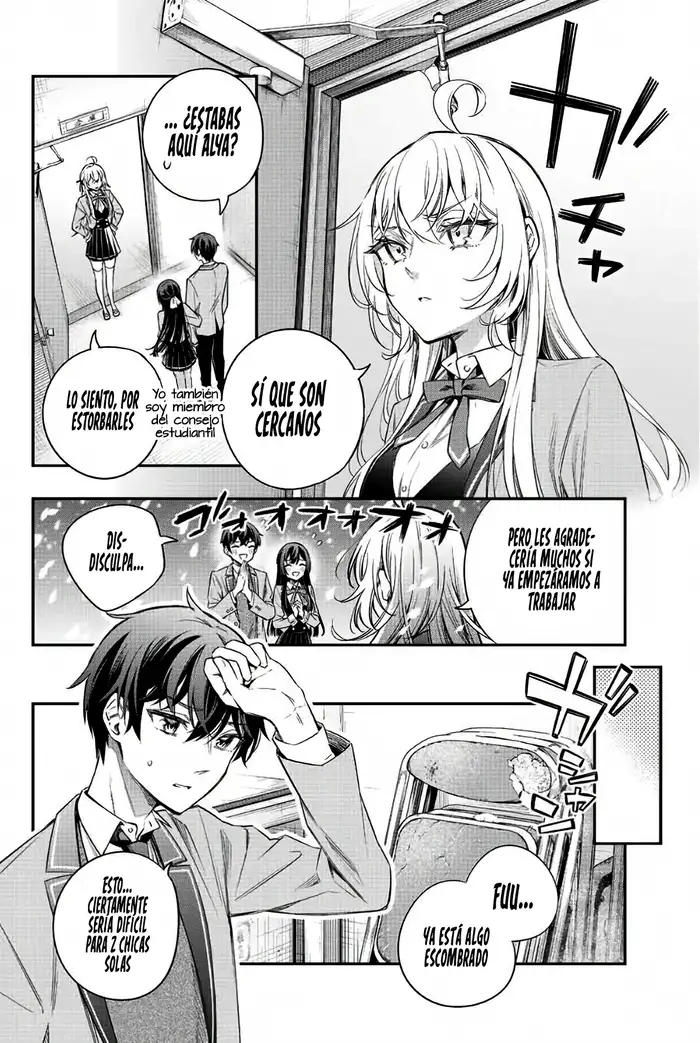 ... ¿ESTABAS
AQUÍ ALYA?
ガ
チャ
SÍ QUE SON
CERCANOS
Yo también
soy miembro
del consejo
estudiantil
LO SIENTO, POR
ESTORBARLES
PERO LES AGRADE-
CERÍA MUCHOS SI
YA EMPEZÁRAMOS A
TRABAJAR
ゴォォォォ
DIS-
DISCULPA...
ガシャ
FUU...
YA ESTÁ ALGO
ESCOMBRADO
ESTO...
CIERTAMENTE
SERÍA DIFÍCIL
PARA 2 CHICAS
SOLAS